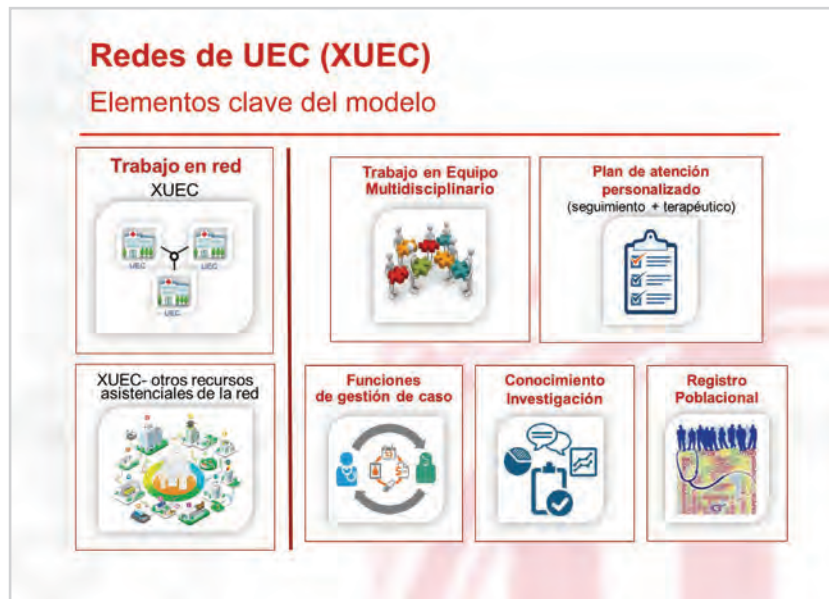 Redes de UEC (XUEC)
Elementos clave del modelo
Trabajo en red
XUEC
UEC
UEC
UEC
XUEC- otros recursos
asistenciales de la red
Trabajo en Equipo
Multidisciplinario
Plan de atención
personalizado
(seguimiento + terapéutico)
Funciones
de gestión de caso
Conocimiento
Investigación
Registro
Poblacional